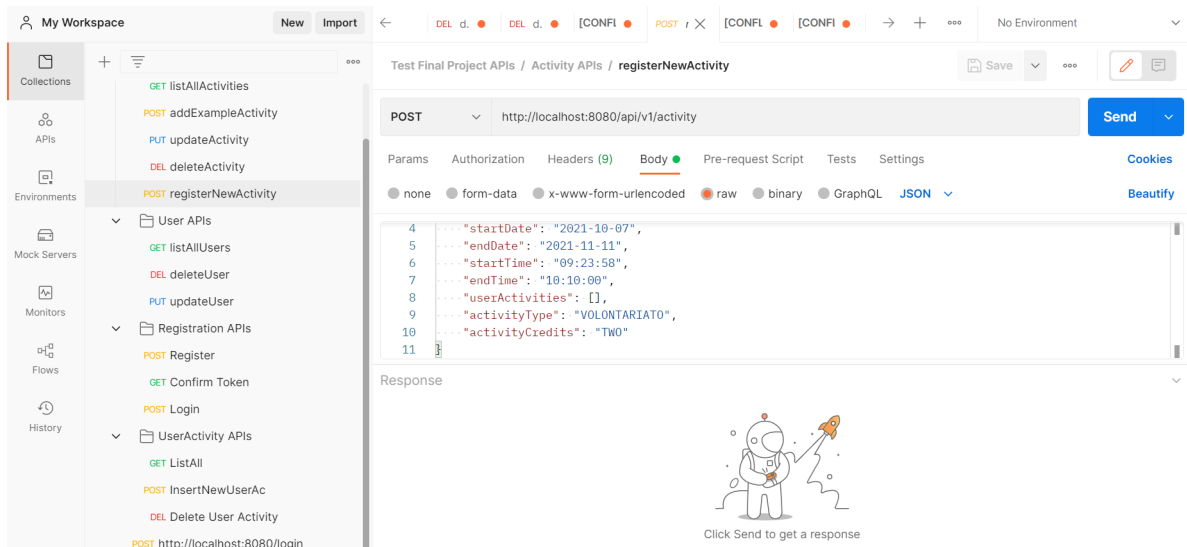 My Workspace
New
Import
DEL d.
DEL d.
[CONFL
POST r
[CONFL
[CONFI
No Environment
Collections
APIs
Environments
Mock Servers
Monitors
Flows
History
GET listAllActivities
POST addExampleActivity
PUT updateActivity
DEL deleteActivity
POST registerNewActivity
User APIs
GET listAllUsers
DEL deleteUser
PUT updateUser
Registration APIs
POST Register
GET Confirm Token
POST Login
UserActivity APIs
GET ListAll
POST InsertNewUserAc
DEL Delete User Activity
POST http://localhost:8080/login
Test Final Project APIs / Activity APIs / registerNewActivity
Save
POST
http://localhost:8080/api/v1/activity
Send
Params Authorization Headers (9) Body Pre-request Script Tests Settings
Cookies
none form-data x-www-form-urlencoded raw binary GraphQL JSON
Beautify
4 "startDate": "2021-10-07",
5 "endDate": "2021-11-11",
6 "startTime": "09:23:58",
7 "endTime": "10:10:00",
8 "userActivities": [],
9 "activityType": "VOLONTARIATO",
10 "activityCredits": "TWO"
11 }
Response
Click Send to get a response